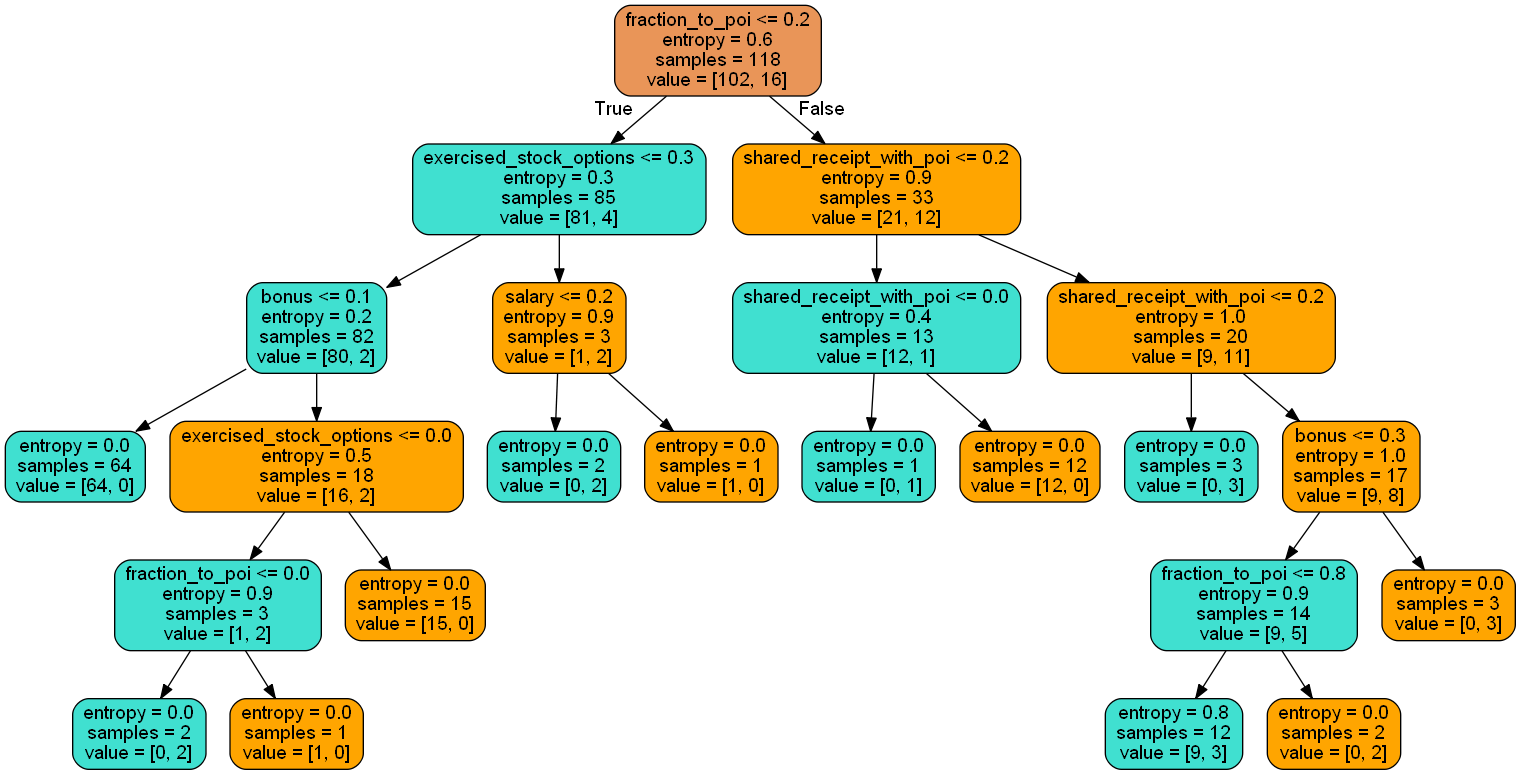 fraction_to_poi <= 0.2
entropy = 0.6
samples = 118
value = [102, 16]
True
False
exercised_stock_options <= 0.3
entropy = 0.3
samples = 85
value = [81, 4]
shared_receipt_with_poi <= 0.2
entropy = 0.9
samples = 33
value = [21, 12]
bonus <= 0.1
entropy = 0.2
samples = 82
value = [80, 2]
salary <= 0.2
entropy = 0.9
samples = 3
value = [1, 2]
shared_receipt_with_poi <= 0.0
entropy = 0.4
samples = 13
value = [12, 1]
shared_receipt_with_poi <= 0.2
entropy = 1.0
samples = 20
value = [9, 11]
entropy = 0.0
samples = 64
value = [64, 0]
exercised_stock_options <= 0.0
entropy = 0.5
samples = 18
value = [16, 2]
entropy = 0.0
samples = 2
value = [0, 2]
entropy = 0.0
samples = 1
value = [1, 0]
entropy = 0.0
samples = 1
value = [0, 1]
entropy = 0.0
samples = 12
value = [12, 0]
entropy = 0.0
samples = 3
value = [0, 3]
bonus <= 0.3
entropy = 1.0
samples = 17
value = [9, 8]
fraction_to_poi <= 0.0
entropy = 0.9
samples = 3
value = [1, 2]
entropy = 0.0
samples = 15
value = [15, 0]
fraction_to_poi <= 0.8
entropy = 0.9
samples = 14
value = [9, 5]
entropy = 0.0
samples = 3
value = [0, 3]
entropy = 0.0
samples = 2
value = [0, 2]
entropy = 0.0
samples = 1
value = [1, 0]
entropy = 0.8
samples = 12
value = [9, 3]
entropy = 0.0
samples = 2
value = [0, 2]